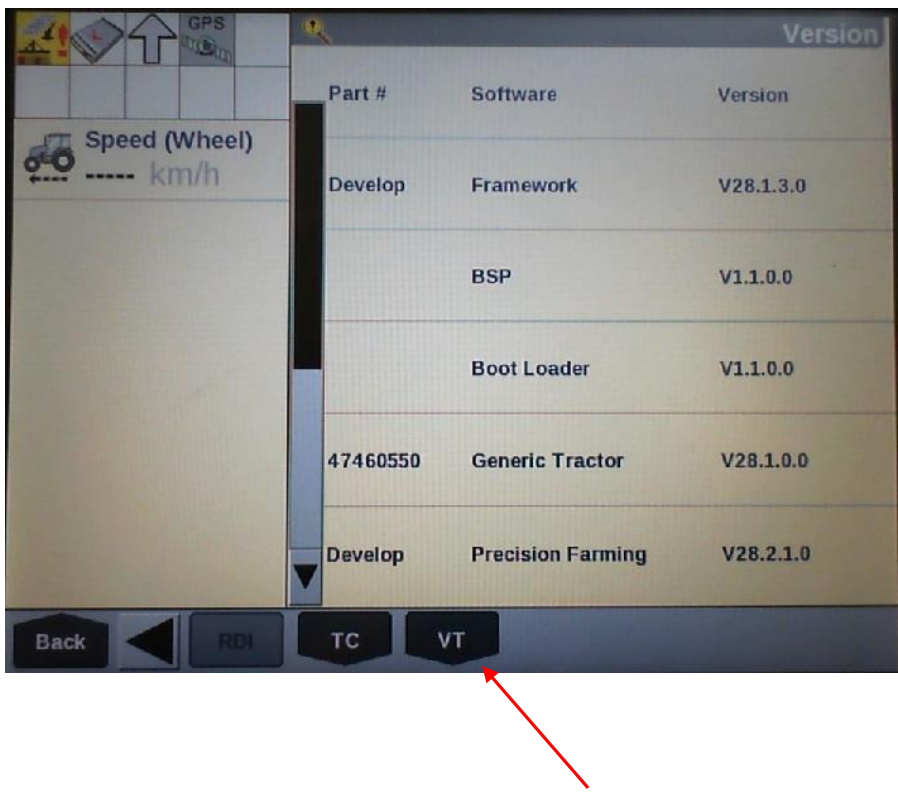 GPS
Version
Speed (Wheel)
----- km/h
Part # Software Version
Develop Framework V28.1.3.0
BSP V1.1.0.0
Boot Loader V1.1.0.0
47460550 Generic Tractor V28.1.0.0
Develop Precision Farming V28.2.1.0
Back RDI TC VT